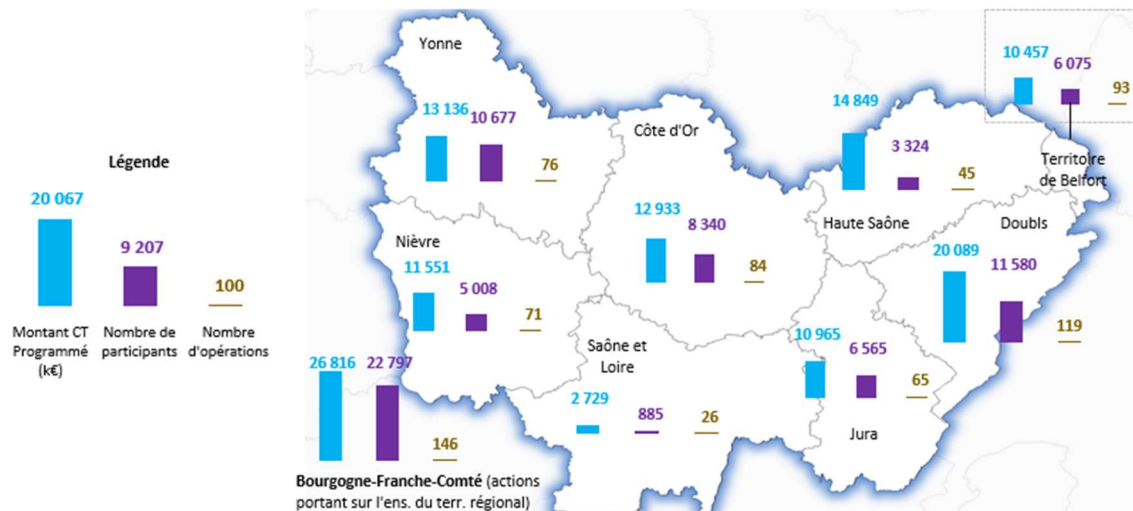 Légende
20 067
9 207
100
Montant CT
Programmé
(k€)
Nombre de
participants
Nombre
d'opérations
Yonne
13 136
10 677
76
Côte d'Or
12 933
8 340
84
14 849
3 324
45
Haute Saône
10 457
6 075
93
Territoire
de Belfort
Doubls
20 089
11 580
119
Nièvre
11 551
5 008
71
Saône et
Loire
2 729
885
26
10 965
6 565
65
Jura
26 816
22 797
146
Bourgogne-Franche-Comté (actions
portant sur l'ens. du terr. régional)